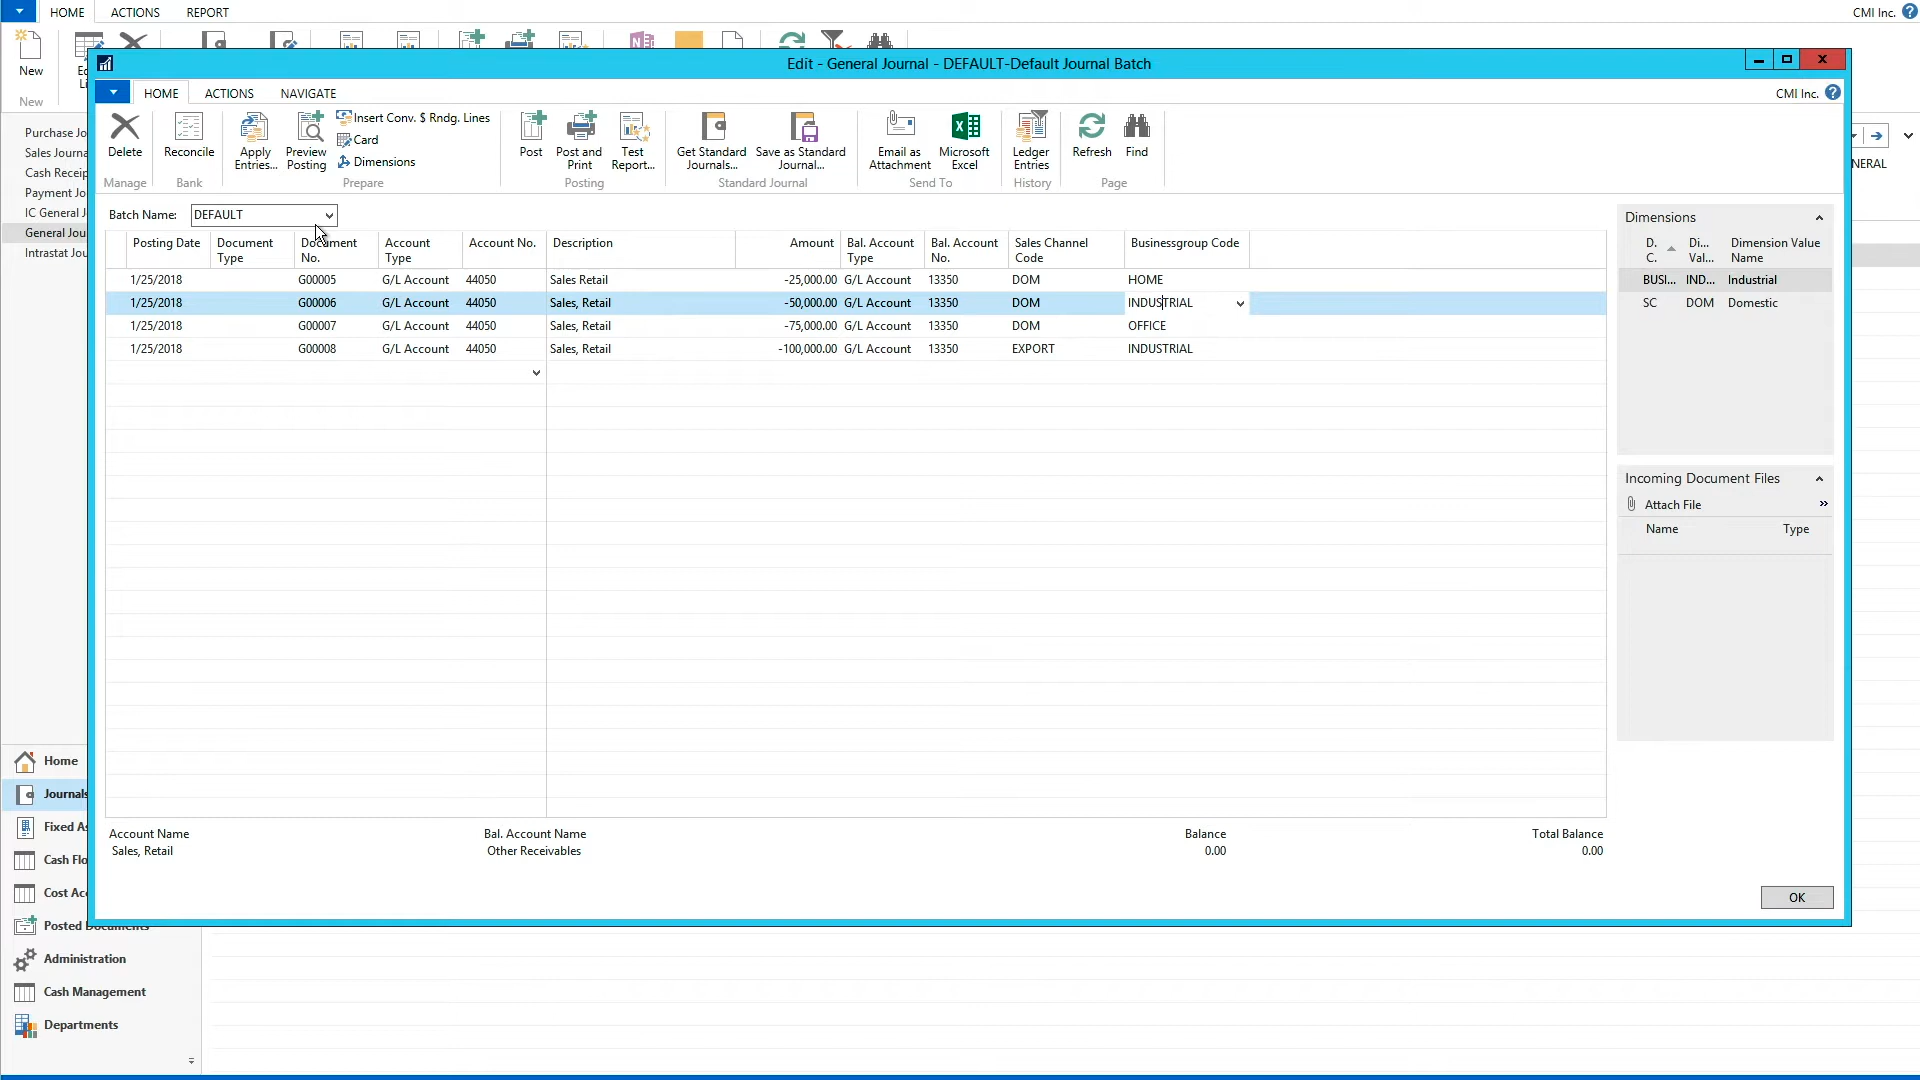 HOME ACTIONS REPORT CMI Inc.
New
New
Purchase Jo
Sales Journa
Cash Receip
Payment Jo
IC General J
General Jou
Intrastat Jou
NERAL
Edit - General Journal - DEFAULT-Default Journal Batch
HOME ACTIONS NAVIGATE CMI Inc.
Delete
Manage
Reconcile
Bank
Apply Entries...
Preview Posting
Insert Conv. $ Rndg. Lines
Card
Dimensions
Prepare
Post
Post and Print
Test Report...
Posting
Get Standard Journals...
Save as Standard Journal...
Standard Journal
Email as Attachment
Microsoft Excel
Send To
Ledger Entries
History
Refresh
Find
Page
Batch Name: DEFAULT
Posting Date Document Type Document No. Account Type Account No. Description Amount Bal. Account Type Bal. Account No. Sales Channel Code Businessgroup Code
1/25/2018 G00005 G/L Account 44050 Sales Retail -25,000.00 G/L Account 13350 DOM HOME
1/25/2018 G00006 G/L Account 44050 Sales, Retail -50,000.00 G/L Account 13350 DOM INDUSTRIAL
1/25/2018 G00007 G/L Account 44050 Sales, Retail -75,000.00 G/L Account 13350 DOM OFFICE
1/25/2018 G00008 G/L Account 44050 Sales, Retail -100,000.00 G/L Account 13350 EXPORT INDUSTRIAL
Dimensions
D. C. Di... Val... Dimension Value Name
BUSI... IND... Industrial
SC DOM Domestic
Incoming Document Files
Attach File
Name Type
Account Name Bal. Account Name Balance Total Balance
Sales, Retail Other Receivables 0.00 0.00
OK
Home
Journals
Fixed As
Cash Flo
Cost Acc
Posted Documents
Administration
Cash Management
Departments